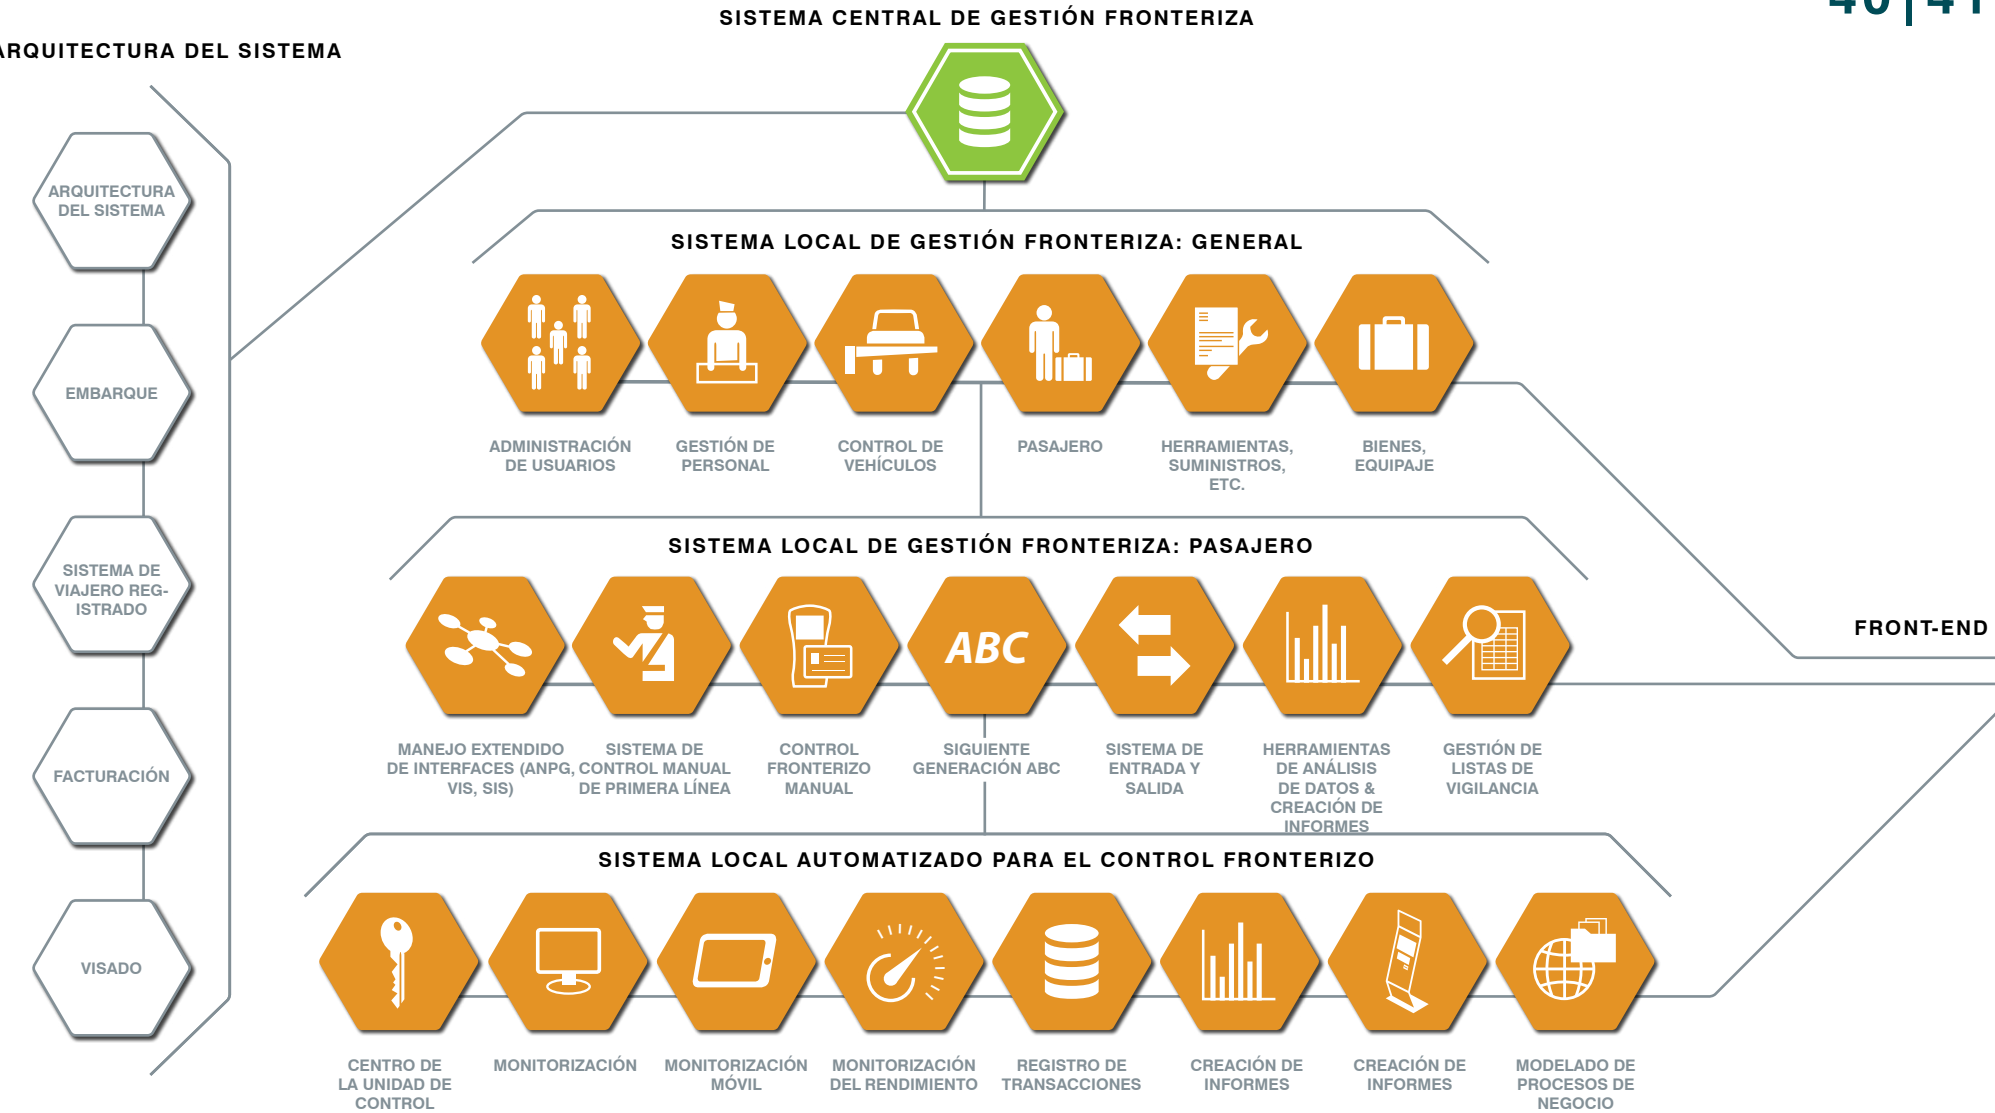 SISTEMA CENTRAL DE GESTIÓN FRONTERIZA
40|41
ARQUITECTURA DEL SISTEMA
ARQUITECTURA
DEL SISTEMA
EMBARQUE
SISTEMA DE
VIAJERO REG-
ISTRADO
FACTURACIÓN
VISADO
SISTEMA LOCAL DE GESTIÓN FRONTERIZA: GENERAL
ADMINISTRACIÓN
DE USUARIOS
GESTIÓN DE
PERSONAL
CONTROL DE
VEHÍCULOS
PASAJERO
HERRAMIENTAS,
SUMINISTROS,
ETC.
BIENES,
EQUIPAJE
SISTEMA LOCAL DE GESTIÓN FRONTERIZA: PASAJERO
ABC
MANEJO EXTENDIDO
DE INTERFACES (ANPG,
VIS, SIS)
SISTEMA DE
CONTROL MANUAL
DE PRIMERA LÍNEA
CONTROL
FRONTERIZO
MANUAL
SIGUIENTE
GENERACIÓN ABC
SISTEMA DE
ENTRADA Y
SALIDA
HERRAMIENTAS
DE ANÁLISIS
DE DATOS &
CREACIÓN DE
INFORMES
GESTIÓN DE
LISTAS DE
VIGILANCIA
FRONT-END
SISTEMA LOCAL AUTOMATIZADO PARA EL CONTROL FRONTERIZO
CENTRO DE
LA UNIDAD DE
CONTROL
MONITORIZACIÓN
MONITORIZACIÓN
MÓVIL
MONITORIZACIÓN
DEL RENDIMIENTO
REGISTRO DE
TRANSACCIONES
CREACIÓN DE
INFORMES
CREACIÓN DE
INFORMES
MODELADO DE
PROCESOS DE
NEGOCIO